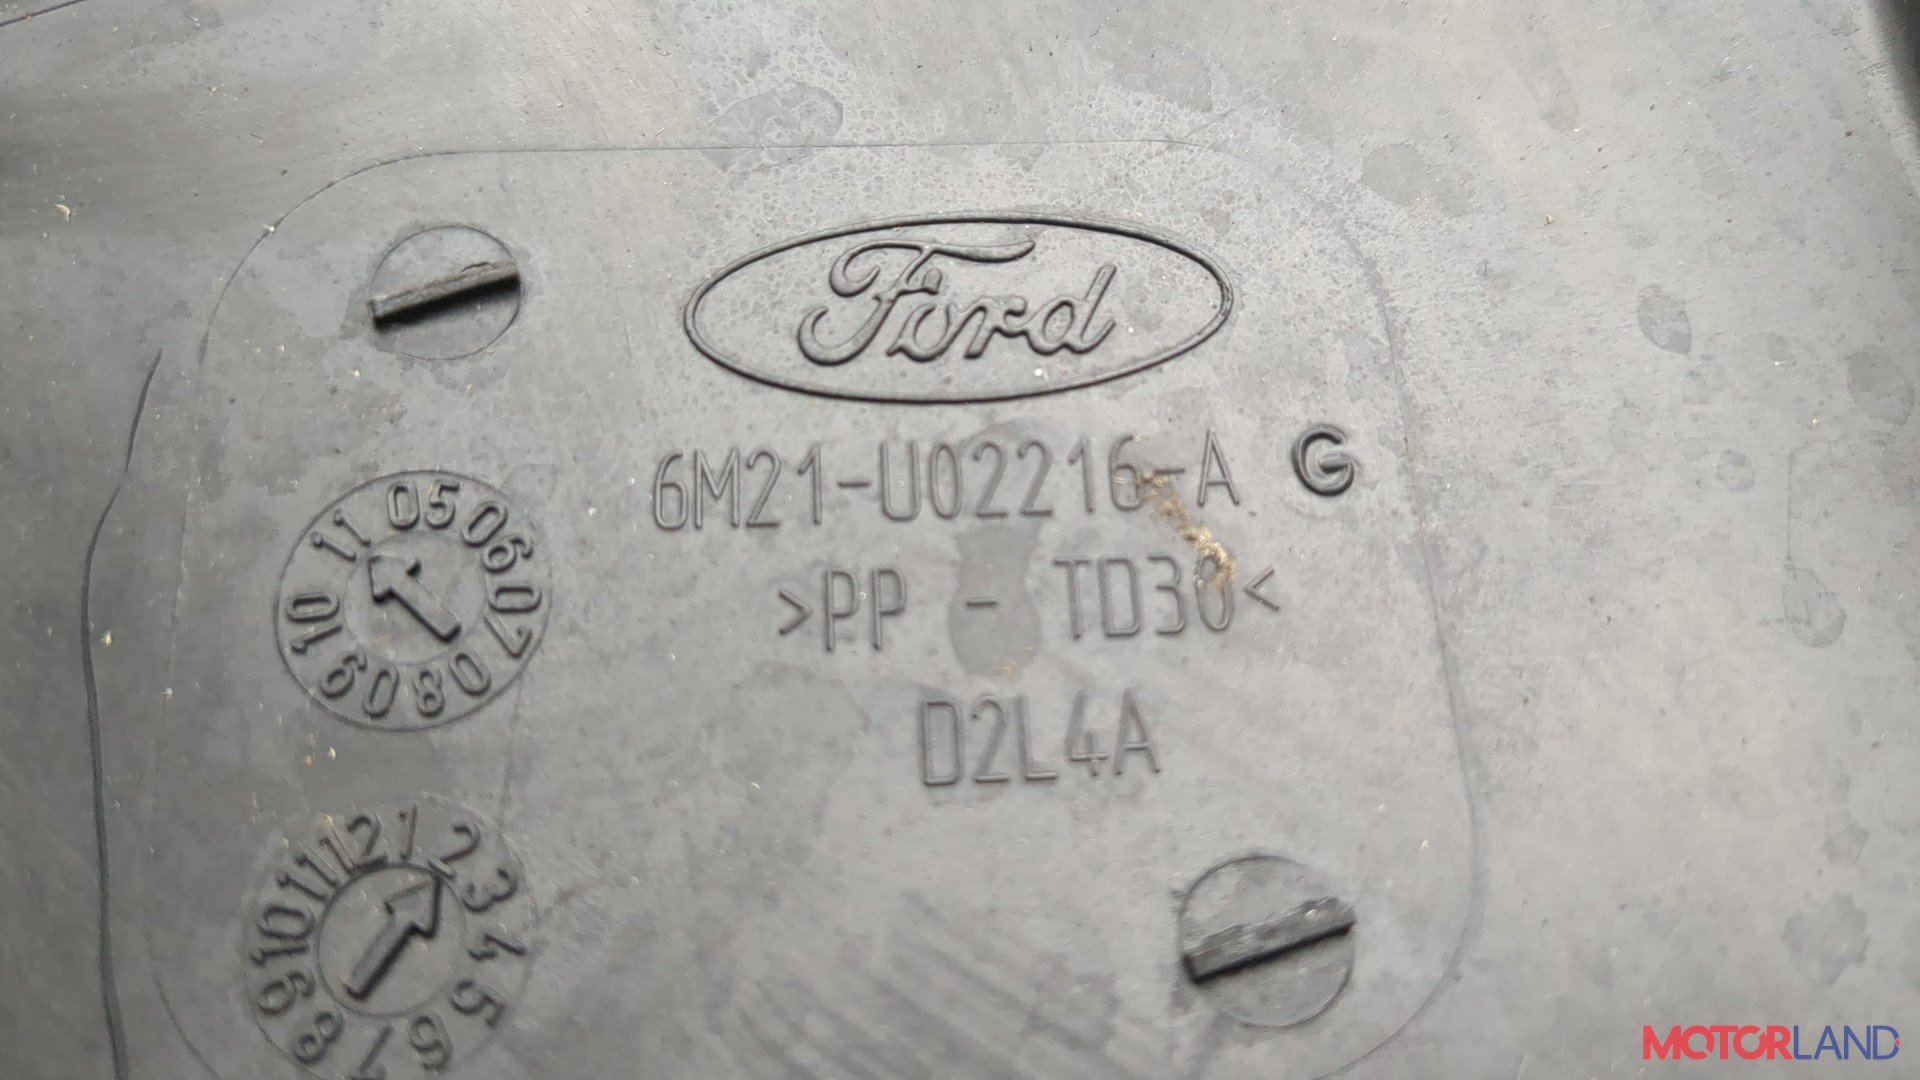 Ford
6M21-U02216-A G
>PP - TD30<
D2L4A
05 06 07 08 09 10 11
1 2 3 4 5 6 7 8 9 10 11 12
MOTORLAND